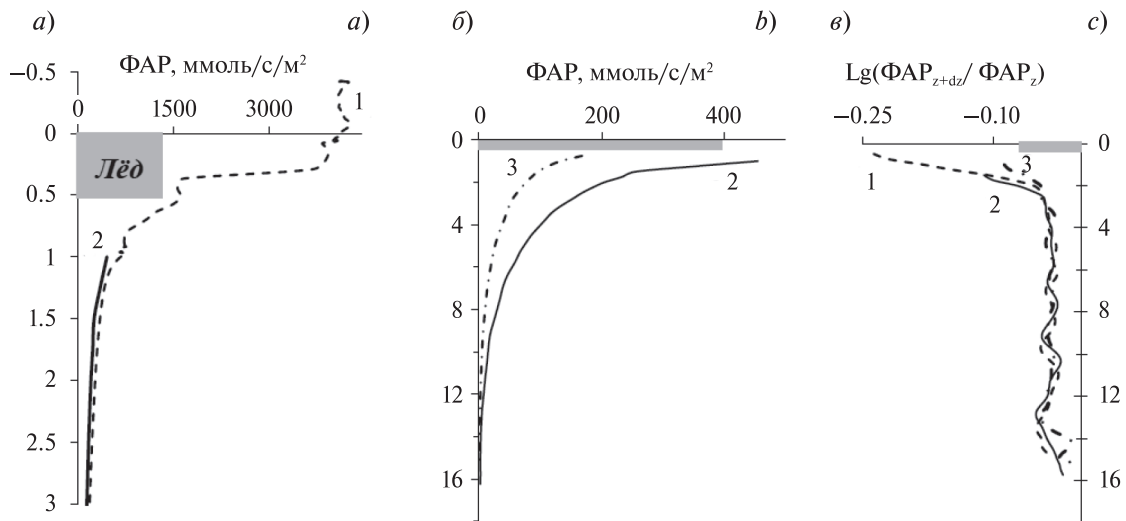 а) а) б) b) в) c)
ФАР, ммоль/с/м² ФАР, ммоль/с/м² Lg(ФАР_{z+dz}/ ФАР_z)
−0.5 0 1500 3000 1
0 200 400 −0.25 −0.10
0 0 0
Лёд 3 2 1 3 2
0.5
2
1 4 4
1.5 8 8
2 12 12
2.5
3 16 16